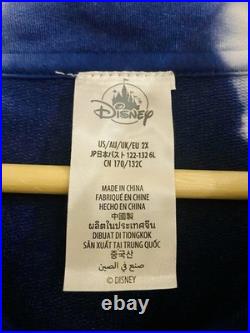 DISNEY
US/AU/UK/EU 2X
JP日本バスト 122-132 6L
CN 170/132C
MADE IN CHINA
FABRIQUÉ EN CHINE
HECHO EN CHINA
中國製
ผลิตในประเทศจีน
DIBUAT DI TIONGKOK
SẢN XUẤT TẠI TRUNG QUỐC
중국산
صنع في الصين
© DISNEY